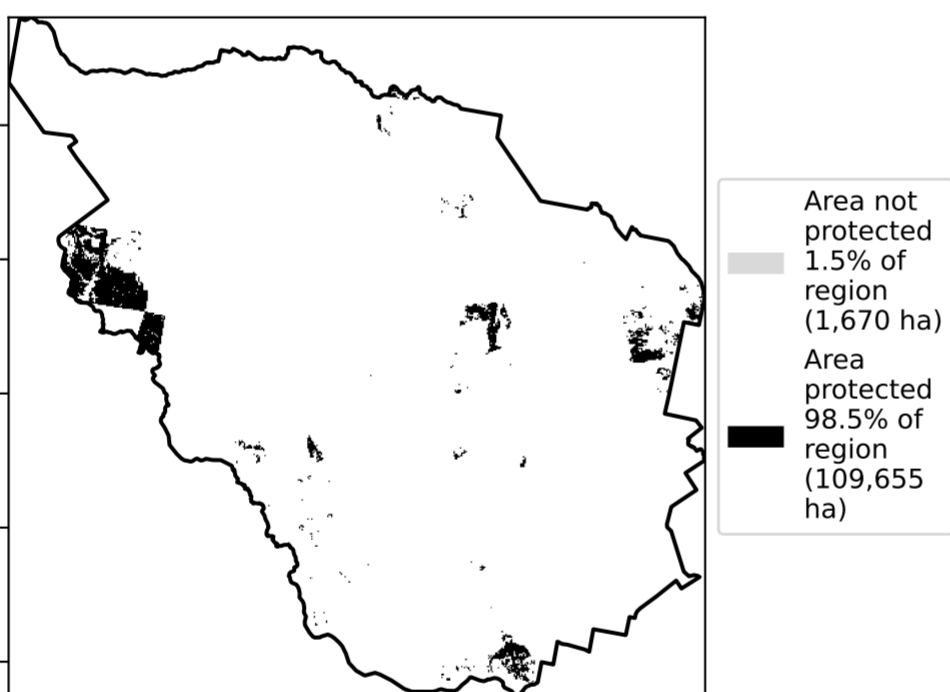 Area not
protected
1.5% of
region
(1,670 ha)
Area
protected
98.5% of
region
(109,655
ha)